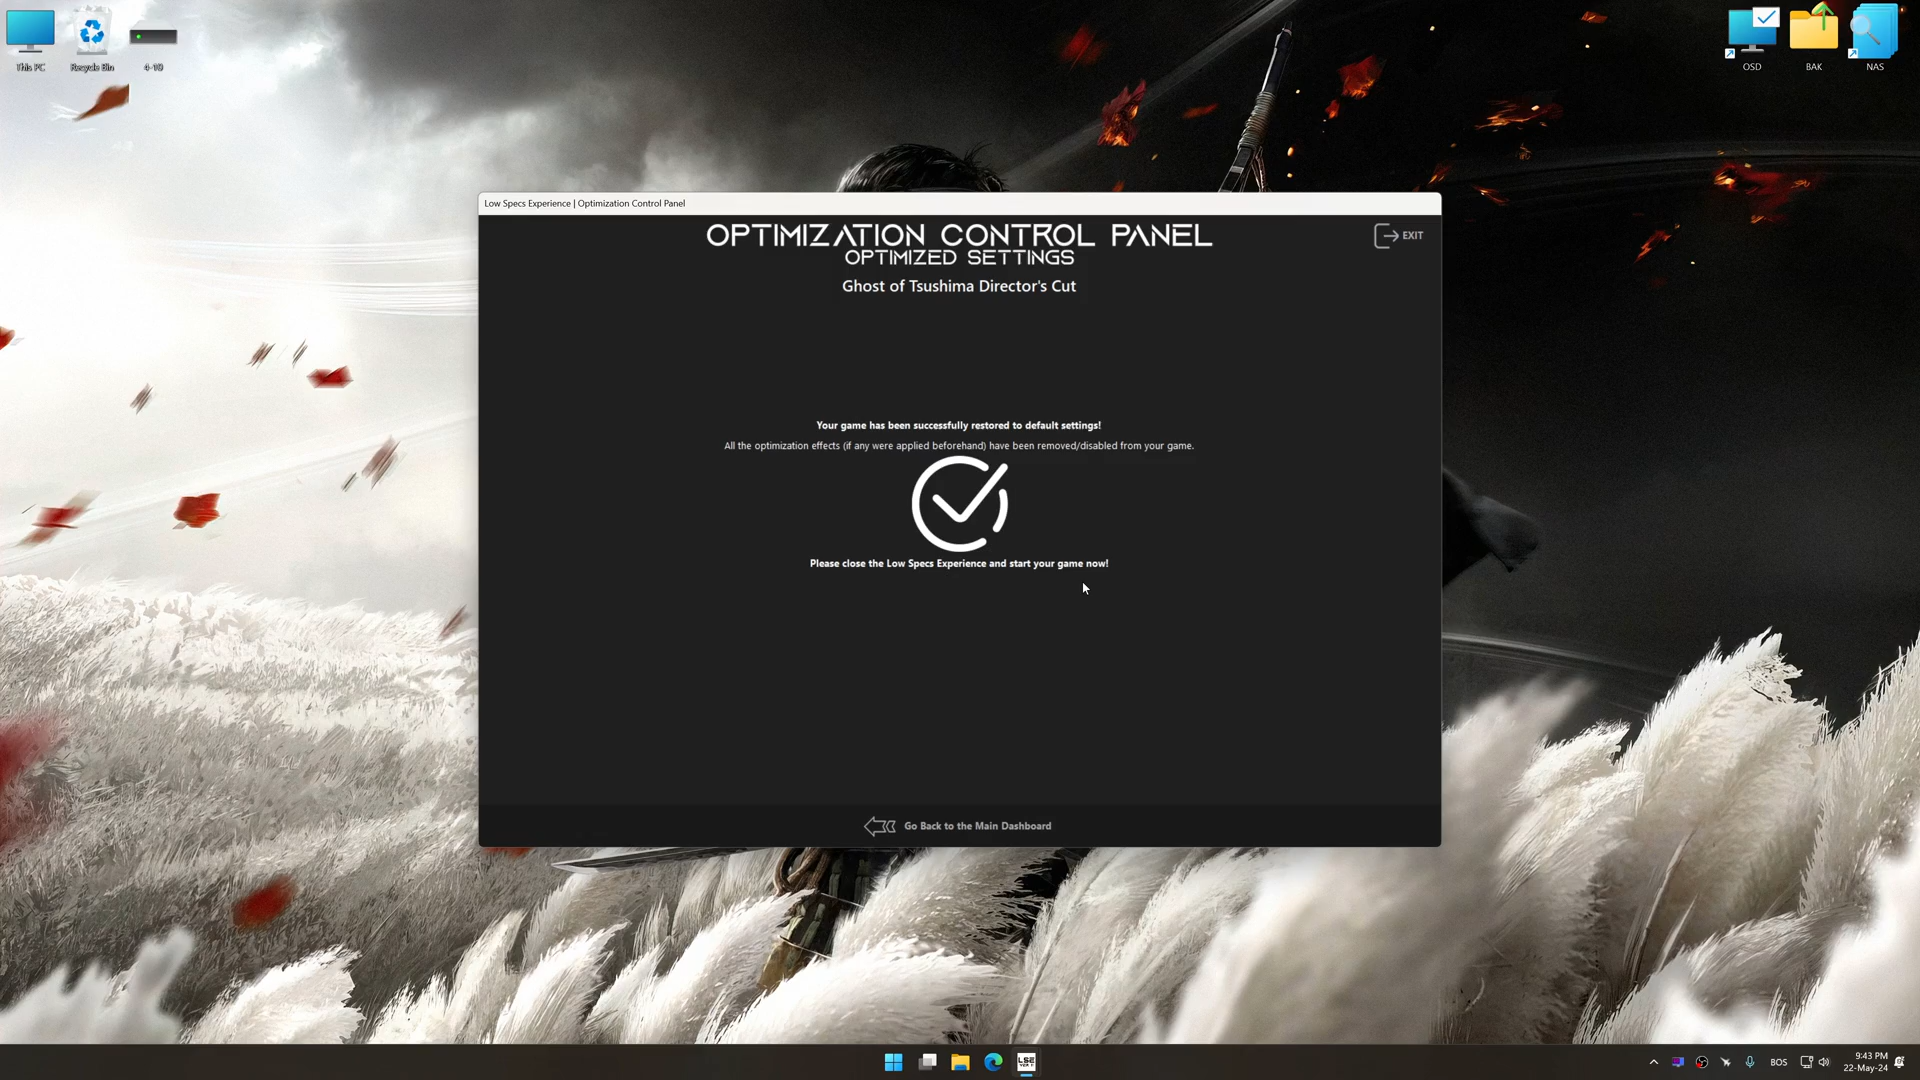 This PC
Recycle Bin
4-10
OSD
BAK
NAS
Low Specs Experience | Optimization Control Panel
OPTIMIZATION CONTROL PANEL
EXIT
OPTIMIZED SETTINGS
Ghost of Tsushima Director's Cut
Your game has been successfully restored to default settings!
All the optimization effects (if any were applied beforehand) have been removed/disabled from your game.
Please close the Low Specs Experience and start your game now!
Go Back to the Main Dashboard
LSE
BOS
9:43 PM
22-May-24